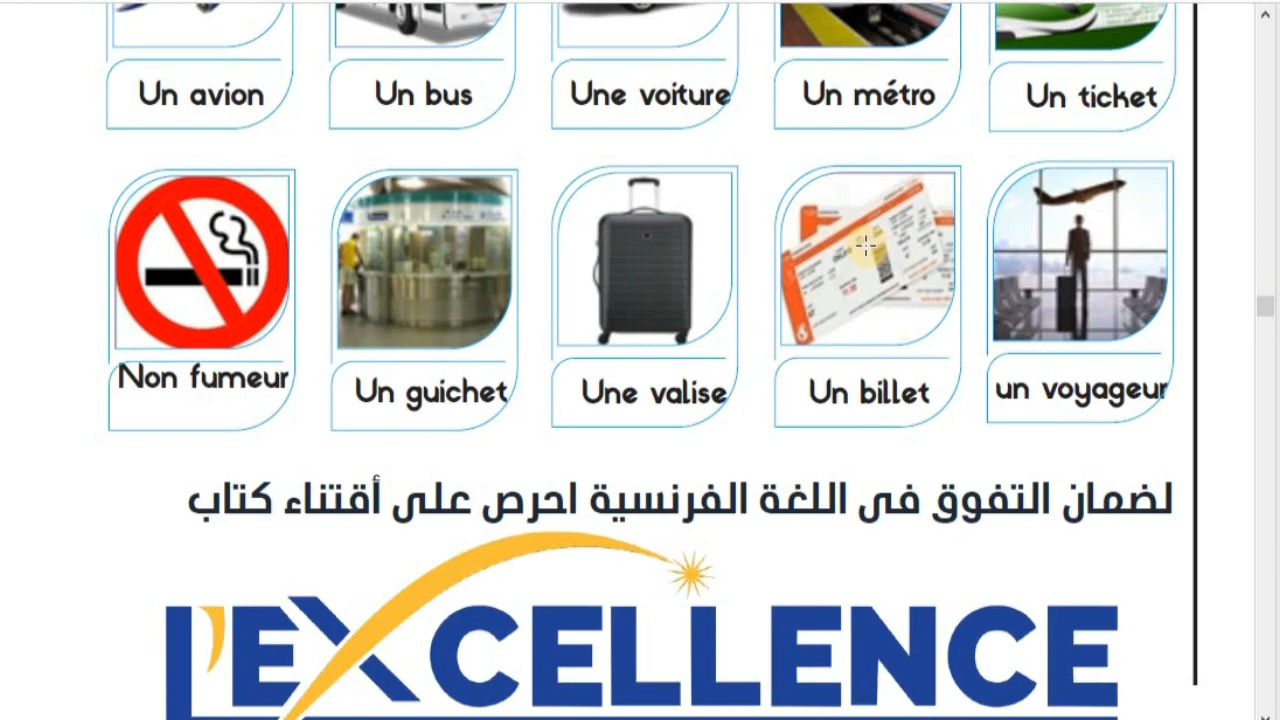 Un avion
Un bus
Une voiture
Un métro
Un ticket
Non fumeur
Un guichet
Une valise
Un billet
un voyageur
لضمان التفوق فى اللغة الفرنسية احرص على أقتناء كتاب
L'EXCELLENCE